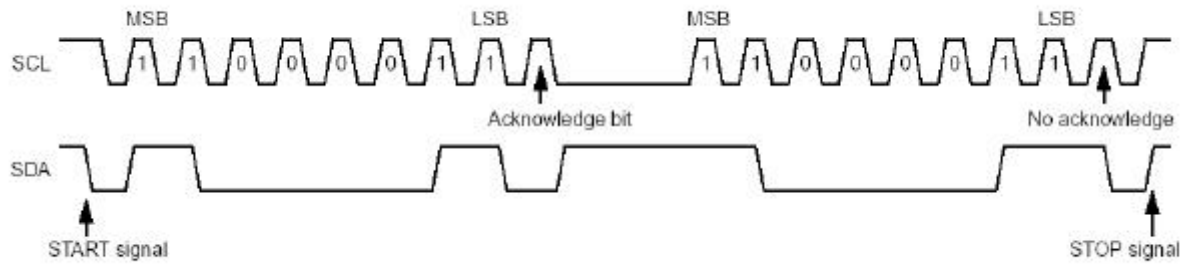 MSB LSB MSB LSB
SCL 1 1 0 0 0 0 1 1 1 1 0 0 0 0 1 1
Acknowledge bit No acknowledge
SDA
START signal STOP signal